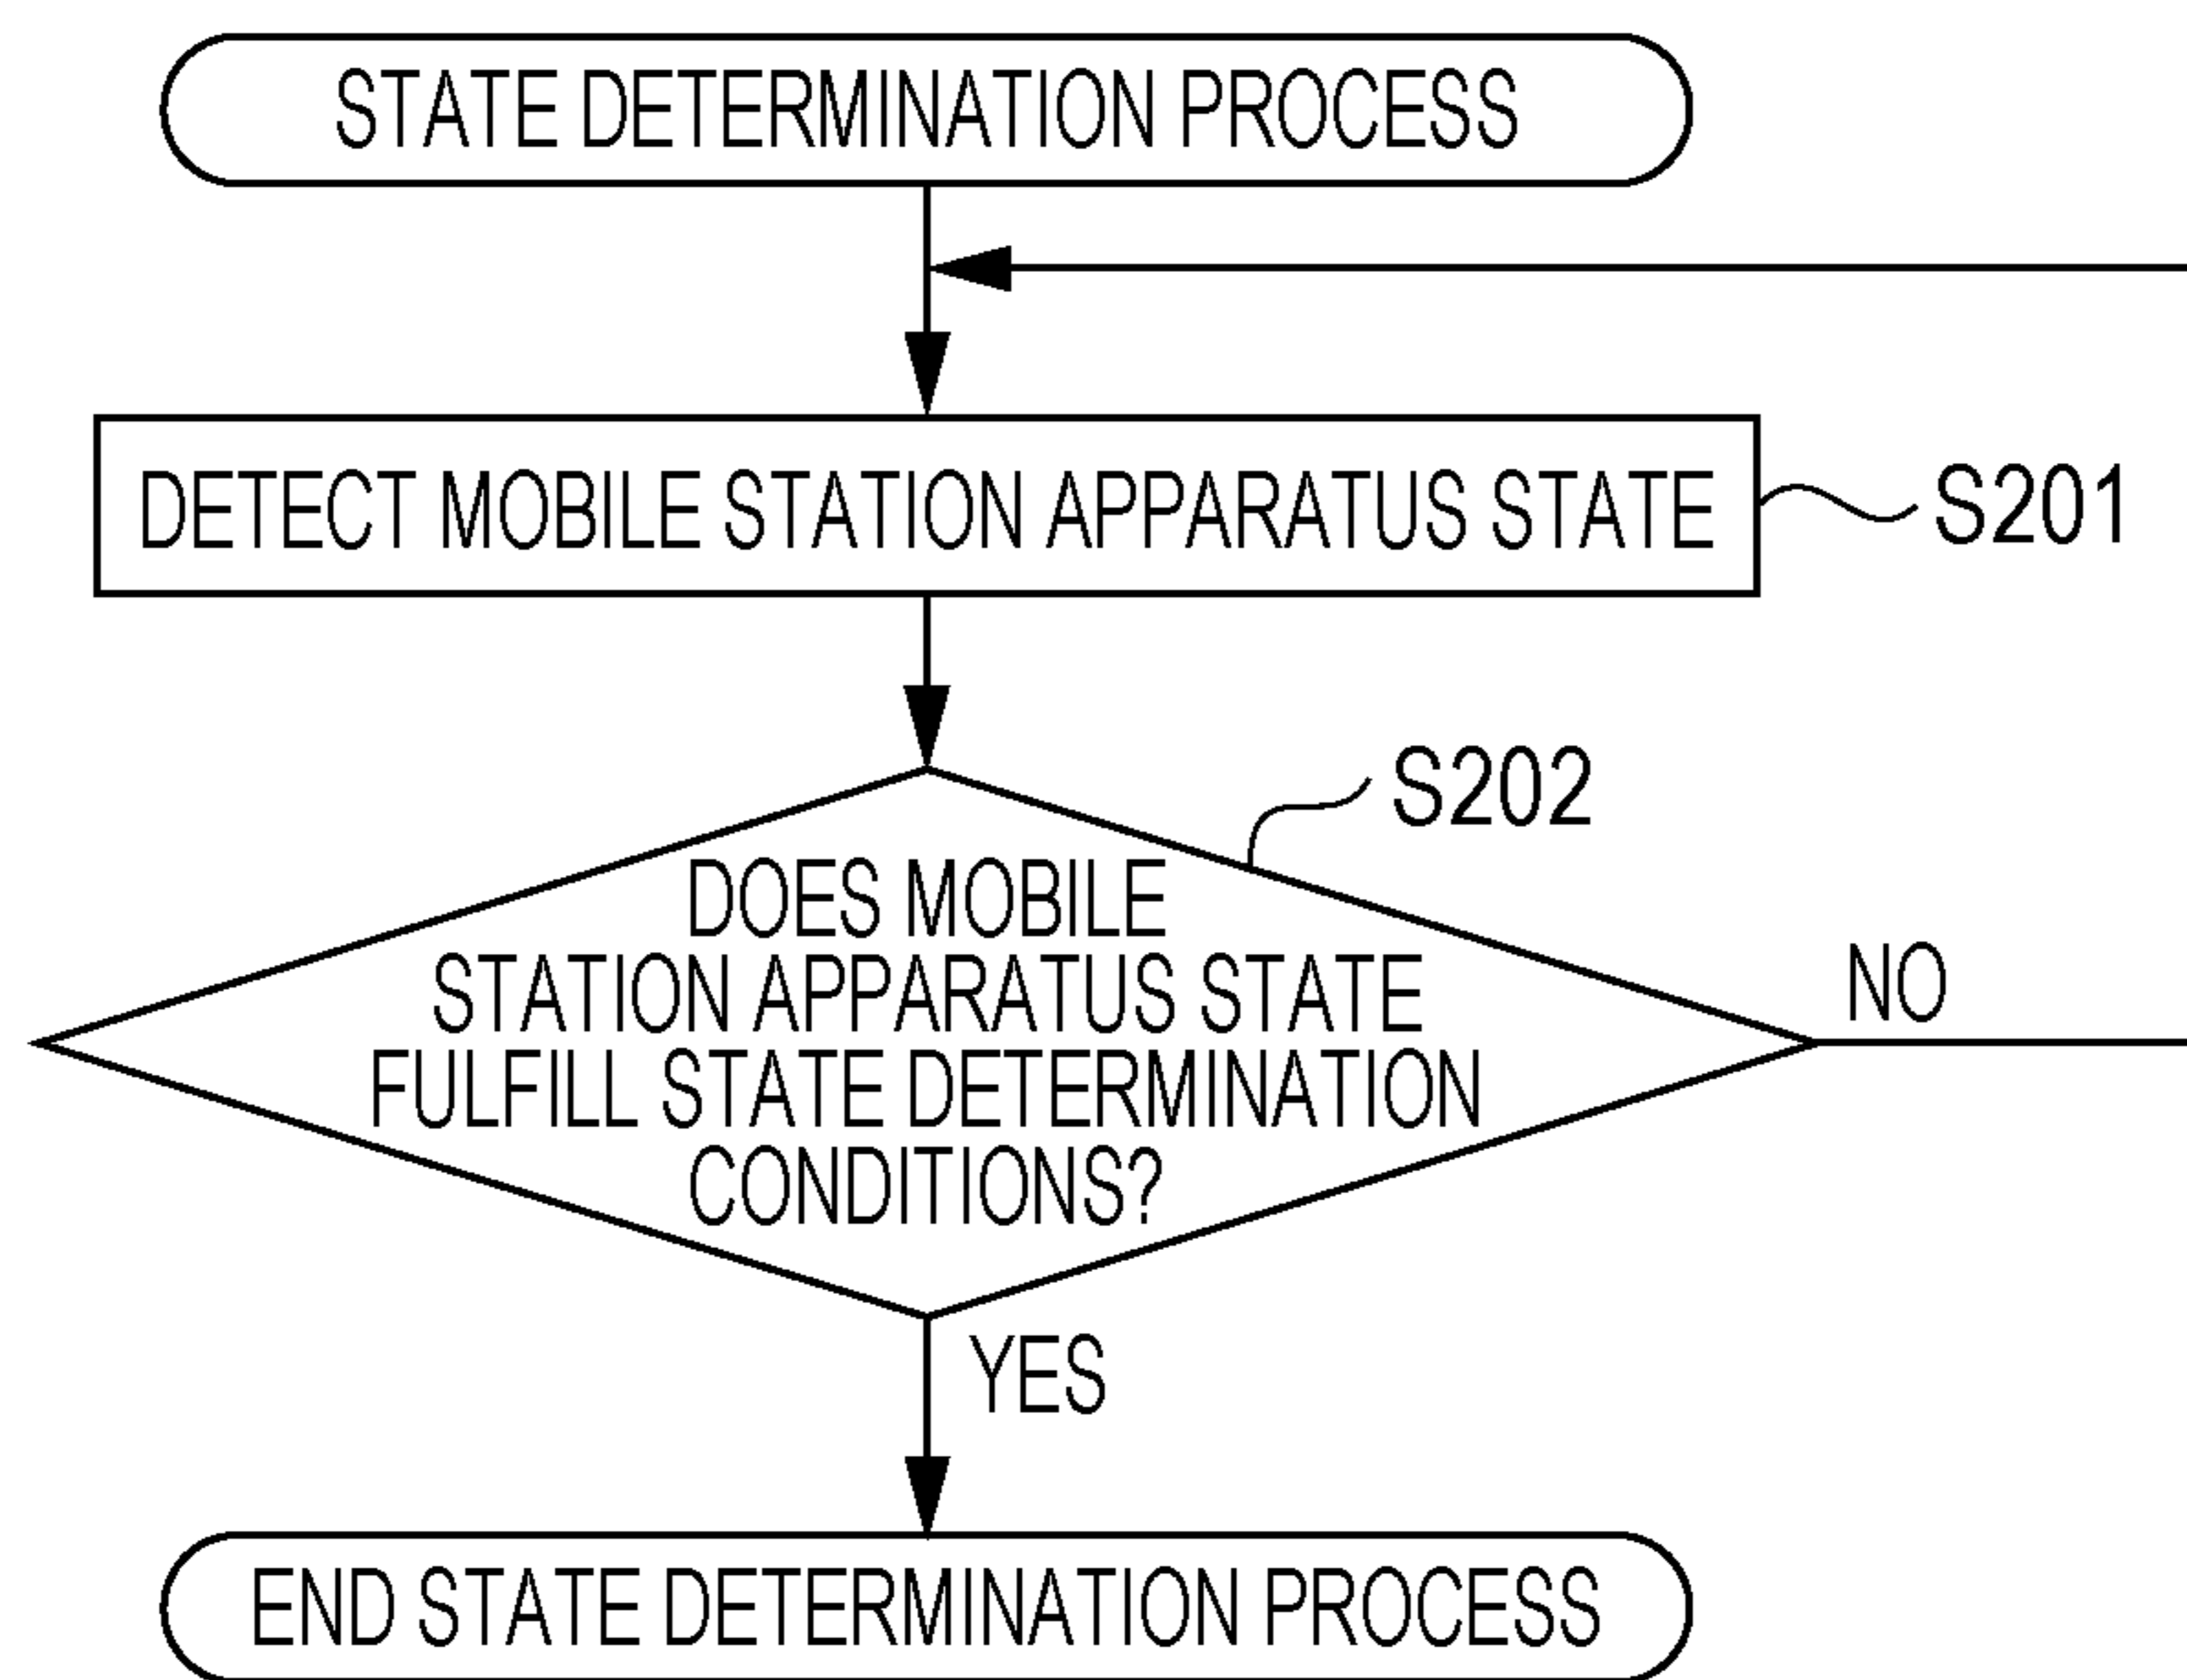 STATE DETERMINATION PROCESS
DETECT MOBILE STATION APPARATUS STATE
S201
S202
DOES MOBILE
STATION APPARATUS STATE
FULFILL STATE DETERMINATION
CONDITIONS?
NO
YES
END STATE DETERMINATION PROCESS